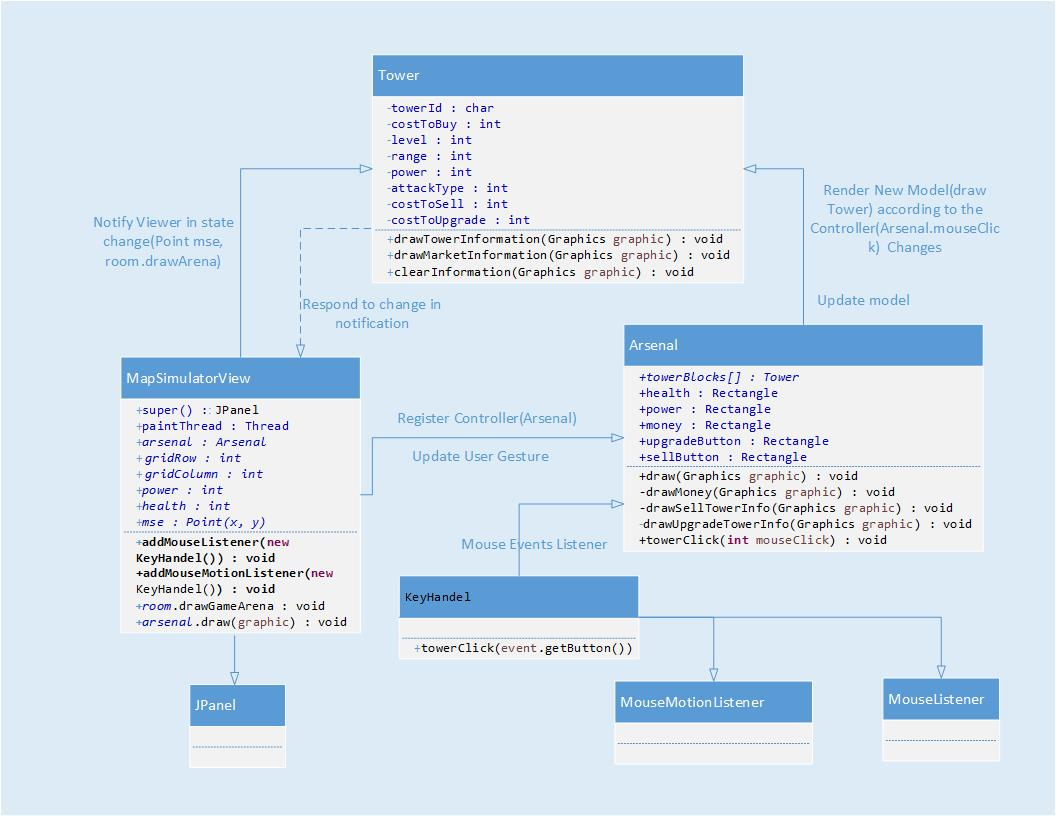 Tower
-towerId : char
-costToBuy : int
-level : int
-range : int
-power : int
-attackType : int
-costToSell : int
-costToUpgrade : int
+drawTowerInformation(Graphics graphic) : void
+drawMarketInformation(Graphics graphic) : void
+clearInformation(Graphics graphic) : void
Notify Viewer in state
change(Point mse,
room.drawArena)
Render New Model(draw
Tower) according to the
Controller(Arsenal.mouseClic
k) Changes
Update model
Respond to change in
notification
MapSimulatorView
+super() : JPanel
+paintThread : Thread
+arsenal : Arsenal
+gridRow : int
+gridColumn : int
+power : int
+health : int
+mse : Point(x, y)
+addMouseListener(new
KeyHandel()) : void
+addMouseMotionListener(new
KeyHandel()) : void
+room.drawGameArena : void
+arsenal.draw(graphic) : void
Register Controller(Arsenal)
Update User Gesture
Arsenal
+towerBlocks[] : Tower
+health : Rectangle
+power : Rectangle
+money : Rectangle
+upgradeButton : Rectangle
+sellButton : Rectangle
+draw(Graphics graphic) : void
-drawMoney(Graphics graphic) : void
-drawSellTowerInfo(Graphics graphic) : void
-drawUpgradeTowerInfo(Graphics graphic) : void
+towerClick(int mouseClick) : void
Mouse Events Listener
KeyHandel
+towerClick(event.getButton())
JPanel
MouseMotionListener
MouseListener